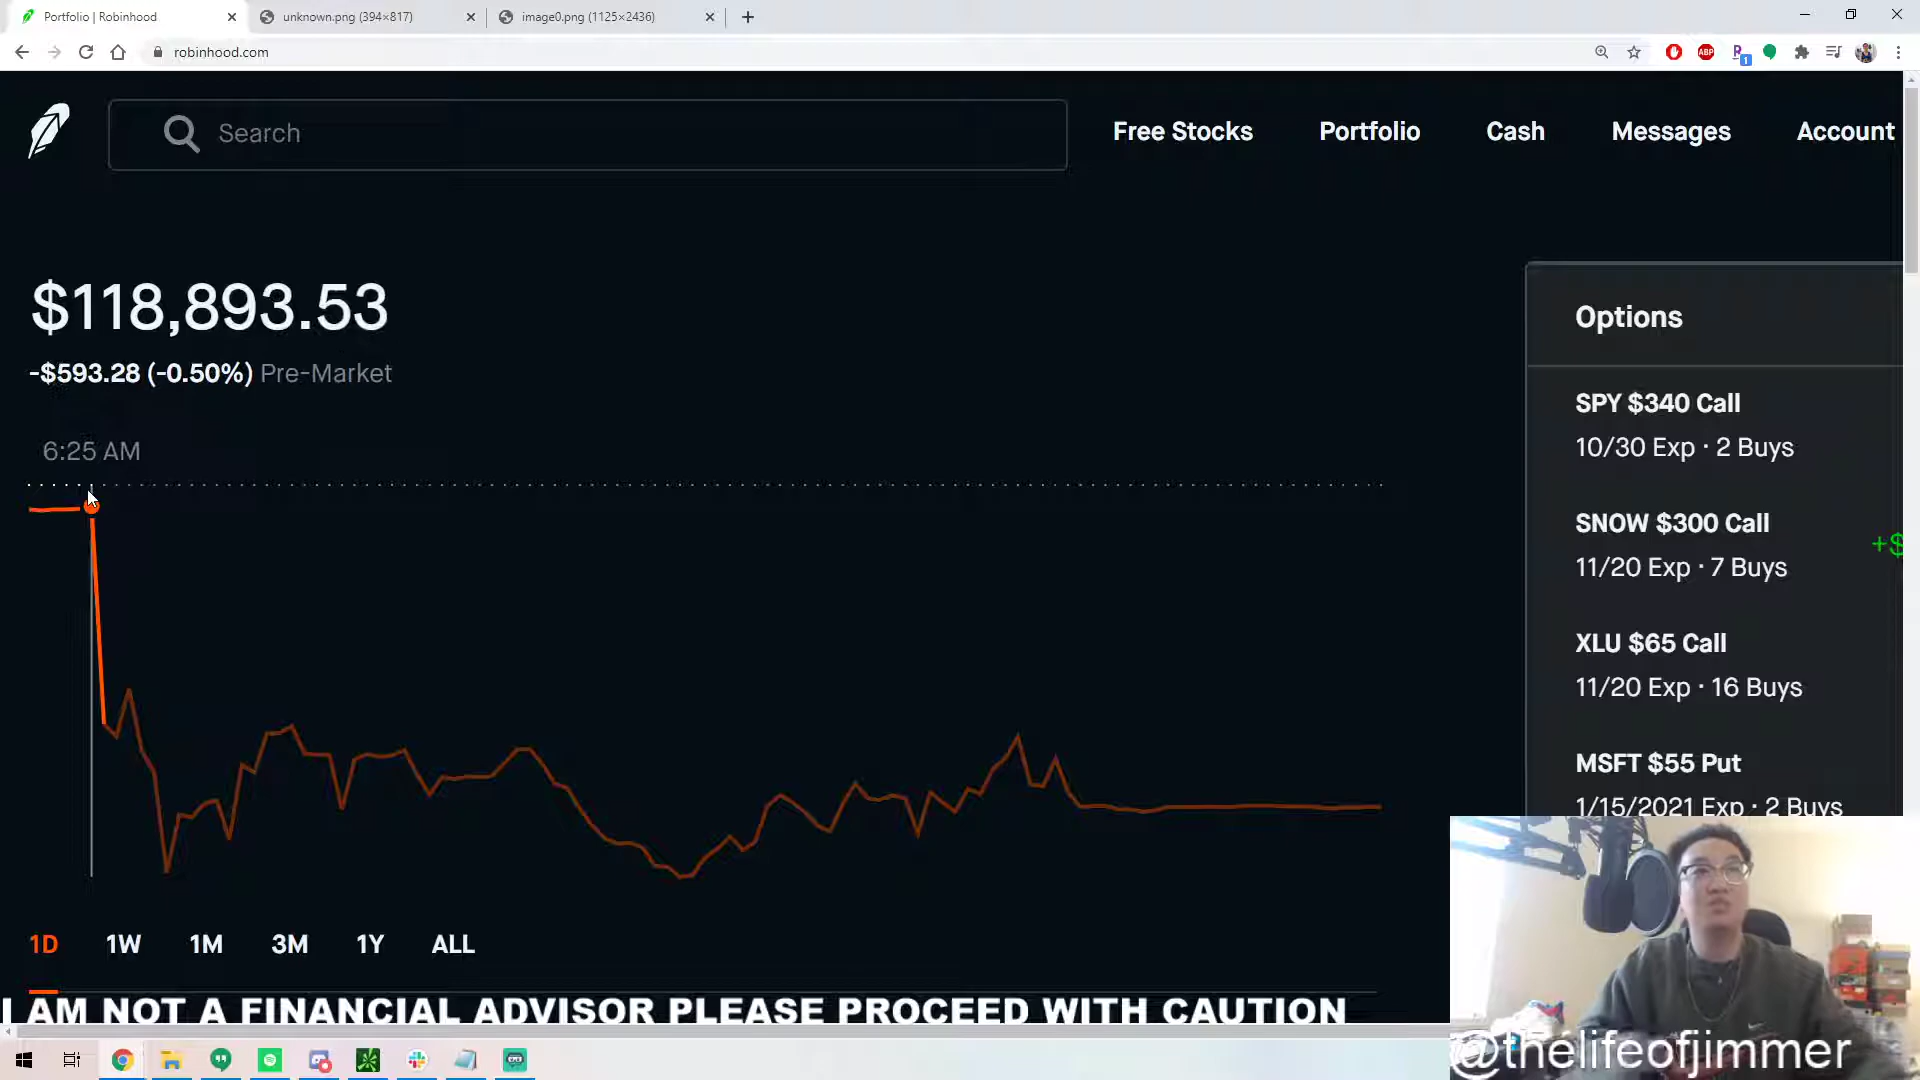 Portfolio | Robinhood
unknown.png (394×817)
image0.png (1125×2436)
robinhood.com
ABP
1
Search
Free Stocks
Portfolio
Cash
Messages
Account
$118,893.53
-$593.28 (-0.50%) Pre-Market
6:25 AM
Options
SPY $340 Call
10/30 Exp · 2 Buys
SNOW $300 Call
+$
11/20 Exp · 7 Buys
XLU $65 Call
11/20 Exp · 16 Buys
MSFT $55 Put
1/15/2021 Exp · 2 Buys
1D 1W 1M 3M 1Y ALL
I AM NOT A FINANCIAL ADVISOR PLEASE PROCEED WITH CAUTION
@thelifeofjimmer